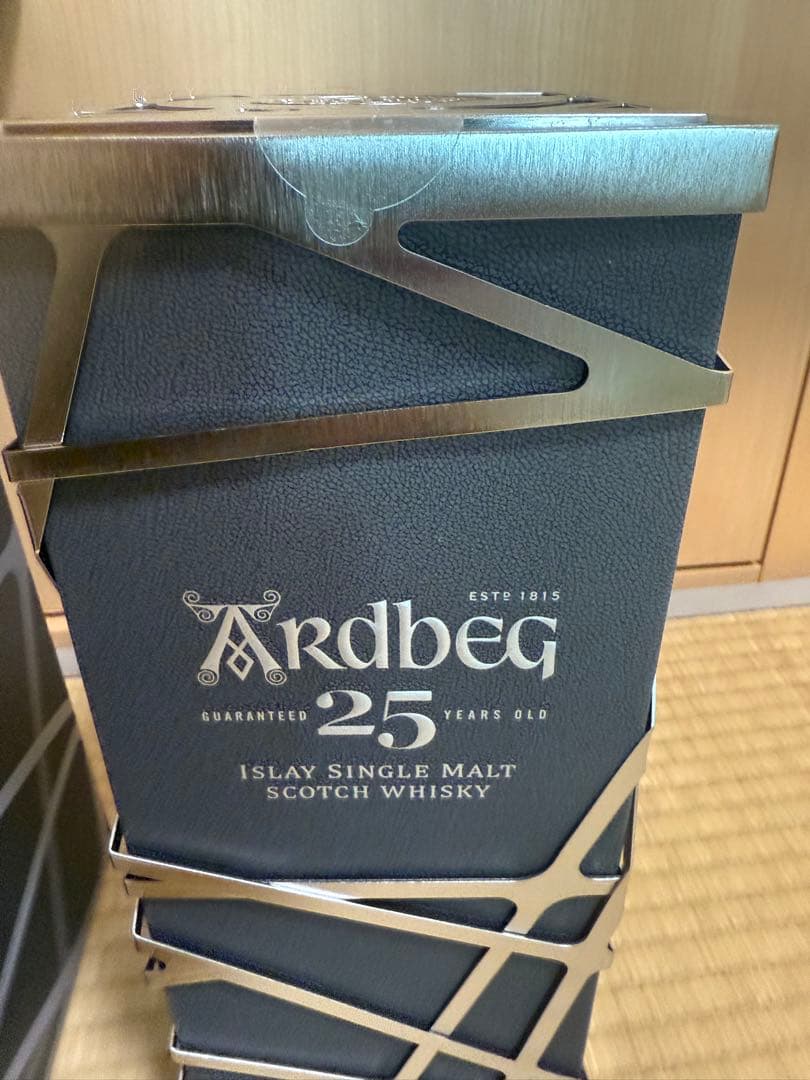 ESTD 1815
Ardbeg
GUARANTEED 25 YEARS OLD
ISLAY SINGLE MALT
SCOTCH WHISKY